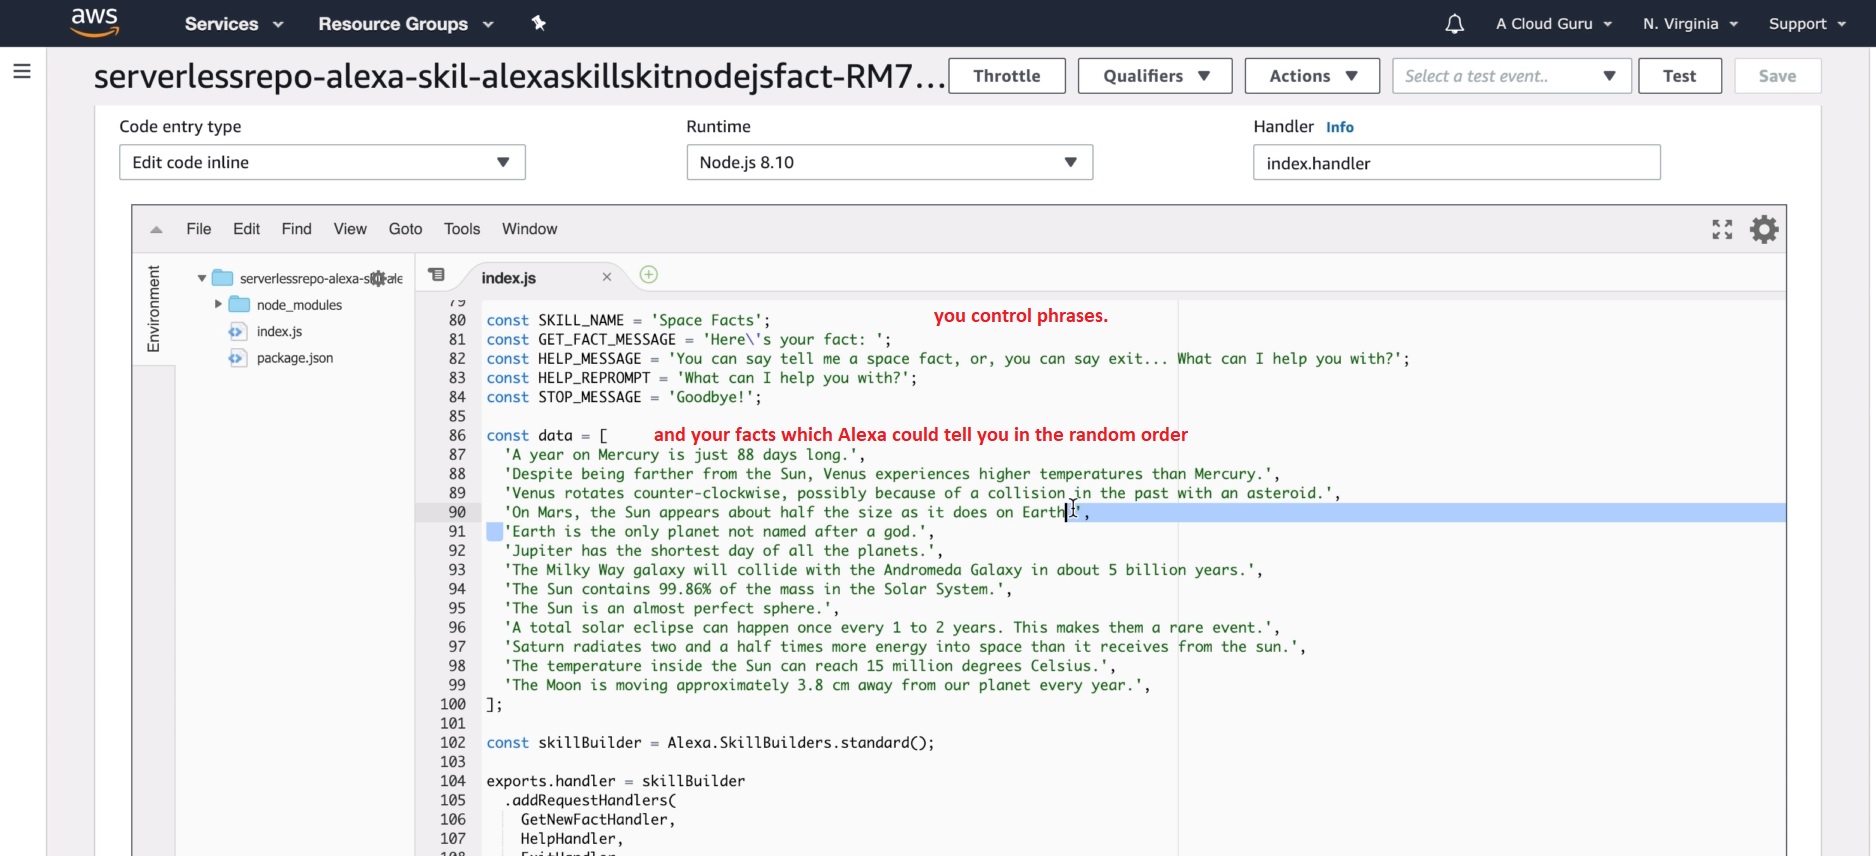 aws Services Resource Groups A Cloud Guru N. Virginia Support
serverlessrepo-alexa-skil-alexaskillskitnodejsfact-RM7... Throttle Qualifiers Actions Select a test event.. Test Save
Code entry type Runtime Handler Info
Edit code inline Node.js 8.10 index.handler
File Edit Find View Goto Tools Window
Environment
serverlessrepo-alexa-s
node_modules
index.js
package.json
index.js
79
80 const SKILL_NAME = 'Space Facts'; you control phrases.
81 const GET_FACT_MESSAGE = 'Here\'s your fact: ';
82 const HELP_MESSAGE = 'You can say tell me a space fact, or, you can say exit... What can I help you with?';
83 const HELP_REPROMPT = 'What can I help you with?';
84 const STOP_MESSAGE = 'Goodbye!';
85
86 const data = [ and your facts which Alexa could tell you in the random order
87 'A year on Mercury is just 88 days long.',
88 'Despite being farther from the Sun, Venus experiences higher temperatures than Mercury.',
89 'Venus rotates counter-clockwise, possibly because of a collision in the past with an asteroid.',
90 'On Mars, the Sun appears about half the size as it does on Earth.',
91 'Earth is the only planet not named after a god.',
92 'Jupiter has the shortest day of all the planets.',
93 'The Milky Way galaxy will collide with the Andromeda Galaxy in about 5 billion years.',
94 'The Sun contains 99.86% of the mass in the Solar System.',
95 'The Sun is an almost perfect sphere.',
96 'A total solar eclipse can happen once every 1 to 2 years. This makes them a rare event.',
97 'Saturn radiates two and a half times more energy into space than it receives from the sun.',
98 'The temperature inside the Sun can reach 15 million degrees Celsius.',
99 'The Moon is moving approximately 3.8 cm away from our planet every year.',
100 ];
101
102 const skillBuilder = Alexa.SkillBuilders.standard();
103
104 exports.handler = skillBuilder
105 .addRequestHandlers(
106 GetNewFactHandler,
107 HelpHandler,
108 ExitHandler